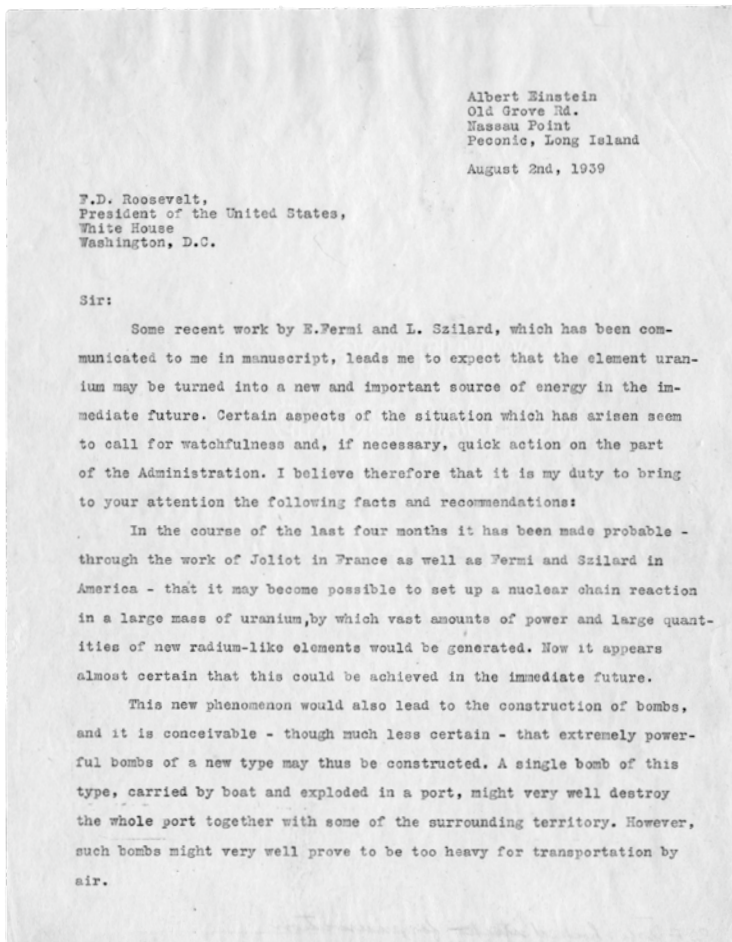 Albert Einstein
Old Grove Rd.
Nassau Point
Peconic, Long Island
August 2nd, 1939
F.D. Roosevelt,
President of the United States,
White House
Washington, D.C.
Sir:
Some recent work by E.Fermi and L. Szilard, which has been com-
municated to me in manuscript, leads me to expect that the element uran-
ium may be turned into a new and important source of energy in the im-
mediate future. Certain aspects of the situation which has arisen seem
to call for watchfulness and, if necessary, quick action on the part
of the Administration. I believe therefore that it is my duty to bring
to your attention the following facts and recommendations:
In the course of the last four months it has been made probable -
through the work of Joliot in France as well as Fermi and Szilard in
America - that it may become possible to set up a nuclear chain reaction
in a large mass of uranium,by which vast amounts of power and large quant-
ities of new radium-like elements would be generated. Now it appears
almost certain that this could be achieved in the immediate future.
This new phenomenon would also lead to the construction of bombs,
and it is conceivable - though much less certain - that extremely power-
ful bombs of a new type may thus be constructed. A single bomb of this
type, carried by boat and exploded in a port, might very well destroy
the whole port together with some of the surrounding territory. However,
such bombs might very well prove to be too heavy for transportation by
air.